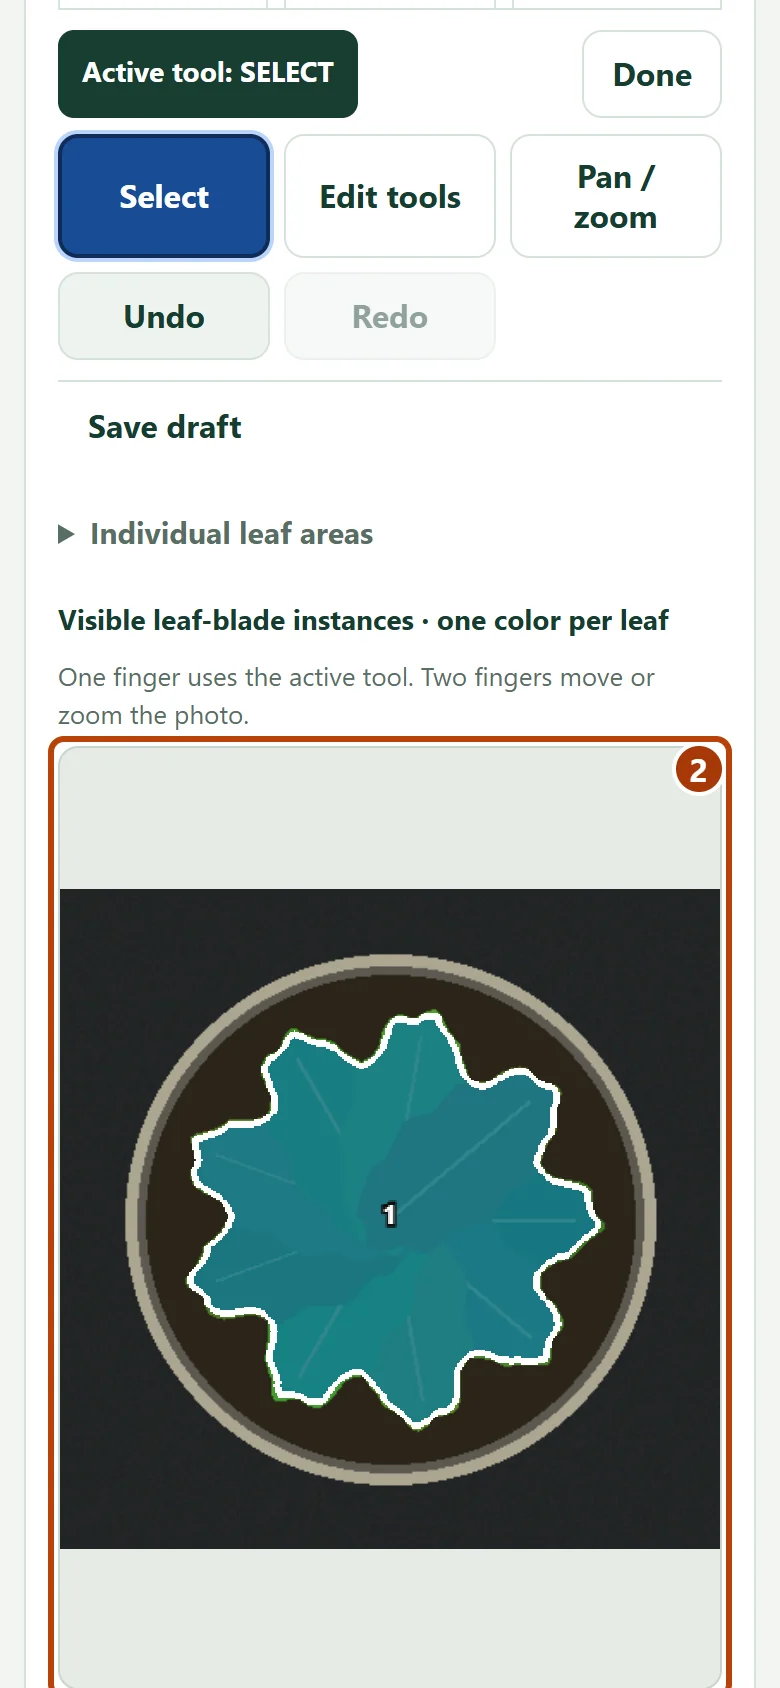 Active tool: SELECT
Done
Select
Edit tools
Pan /
zoom
Undo
Redo
Save draft
Individual leaf areas
Visible leaf-blade instances · one color per leaf
One finger uses the active tool. Two fingers move or
zoom the photo.
2
1